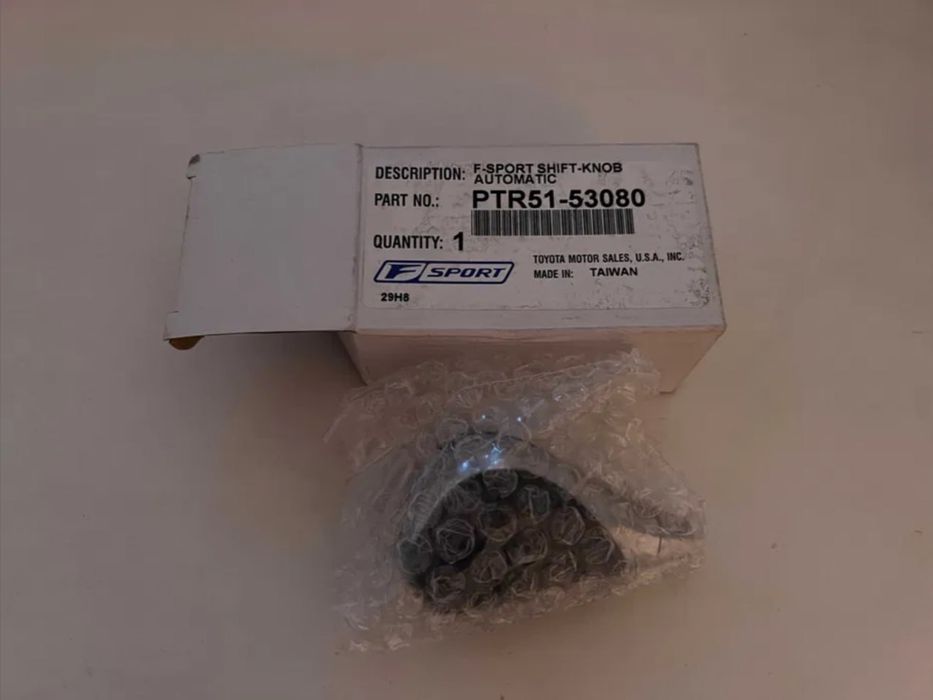 DESCRIPTION: F-SPORT SHIFT-KNOB
AUTOMATIC
PART NO.: PTR51-53080
QUANTITY: 1
F SPORT
TOYOTA MOTOR SALES, U.S.A., INC.
MADE IN: TAIWAN
29H8